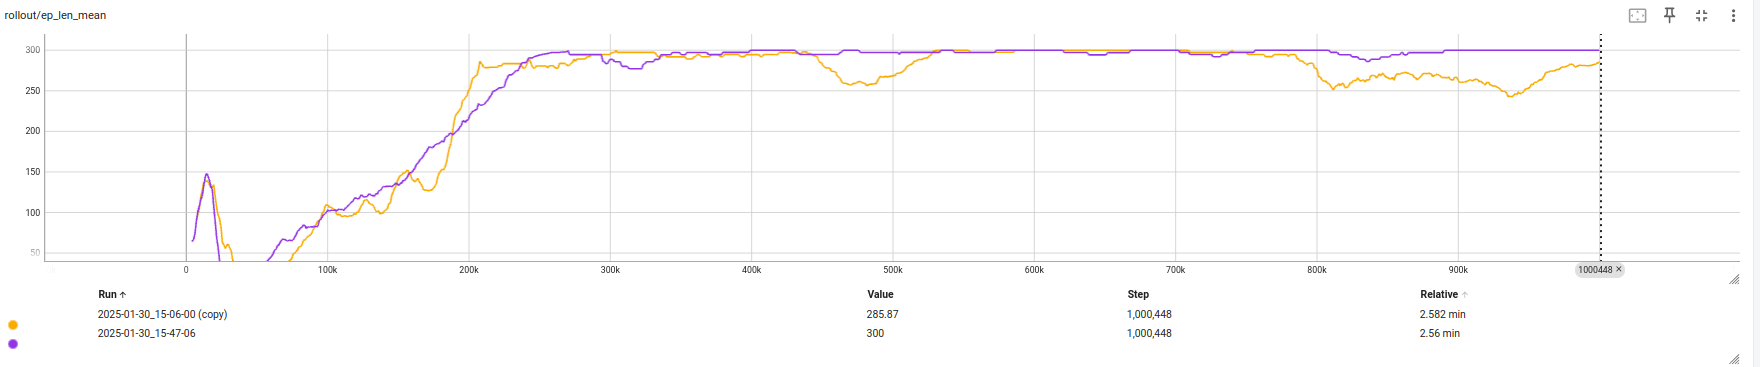 rollout/ep_len_mean
300
250
200
150
100
50
0 100k 200k 300k 400k 500k 600k 700k 800k 900k 1000448 ×
Run ↑ Value Step Relative ↑
2025-01-30_15-06-00 (copy) 285.87 1,000,448 2.582 min
2025-01-30_15-47-06 300 1,000,448 2.56 min